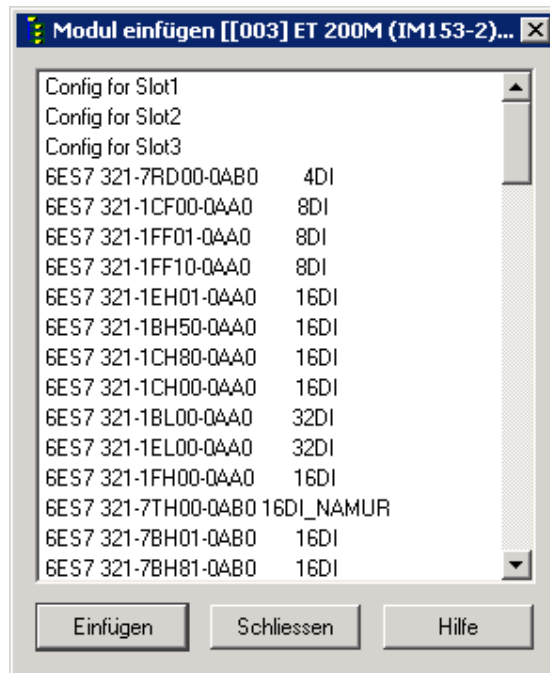 Modul einfügen [[003] ET 200M (IM153-2)...
Config for Slot1
Config for Slot2
Config for Slot3
6ES7 321-7RD00-0AB0 4DI
6ES7 321-1CF00-0AA0 8DI
6ES7 321-1FF01-0AA0 8DI
6ES7 321-1FF10-0AA0 8DI
6ES7 321-1EH01-0AA0 16DI
6ES7 321-1BH50-0AA0 16DI
6ES7 321-1CH80-0AA0 16DI
6ES7 321-1CH00-0AA0 16DI
6ES7 321-1BL00-0AA0 32DI
6ES7 321-1EL00-0AA0 32DI
6ES7 321-1FH00-0AA0 16DI
6ES7 321-7TH00-0AB0 16DI_NAMUR
6ES7 321-7BH01-0AB0 16DI
6ES7 321-7BH81-0AB0 16DI
Einfügen Schliessen Hilfe